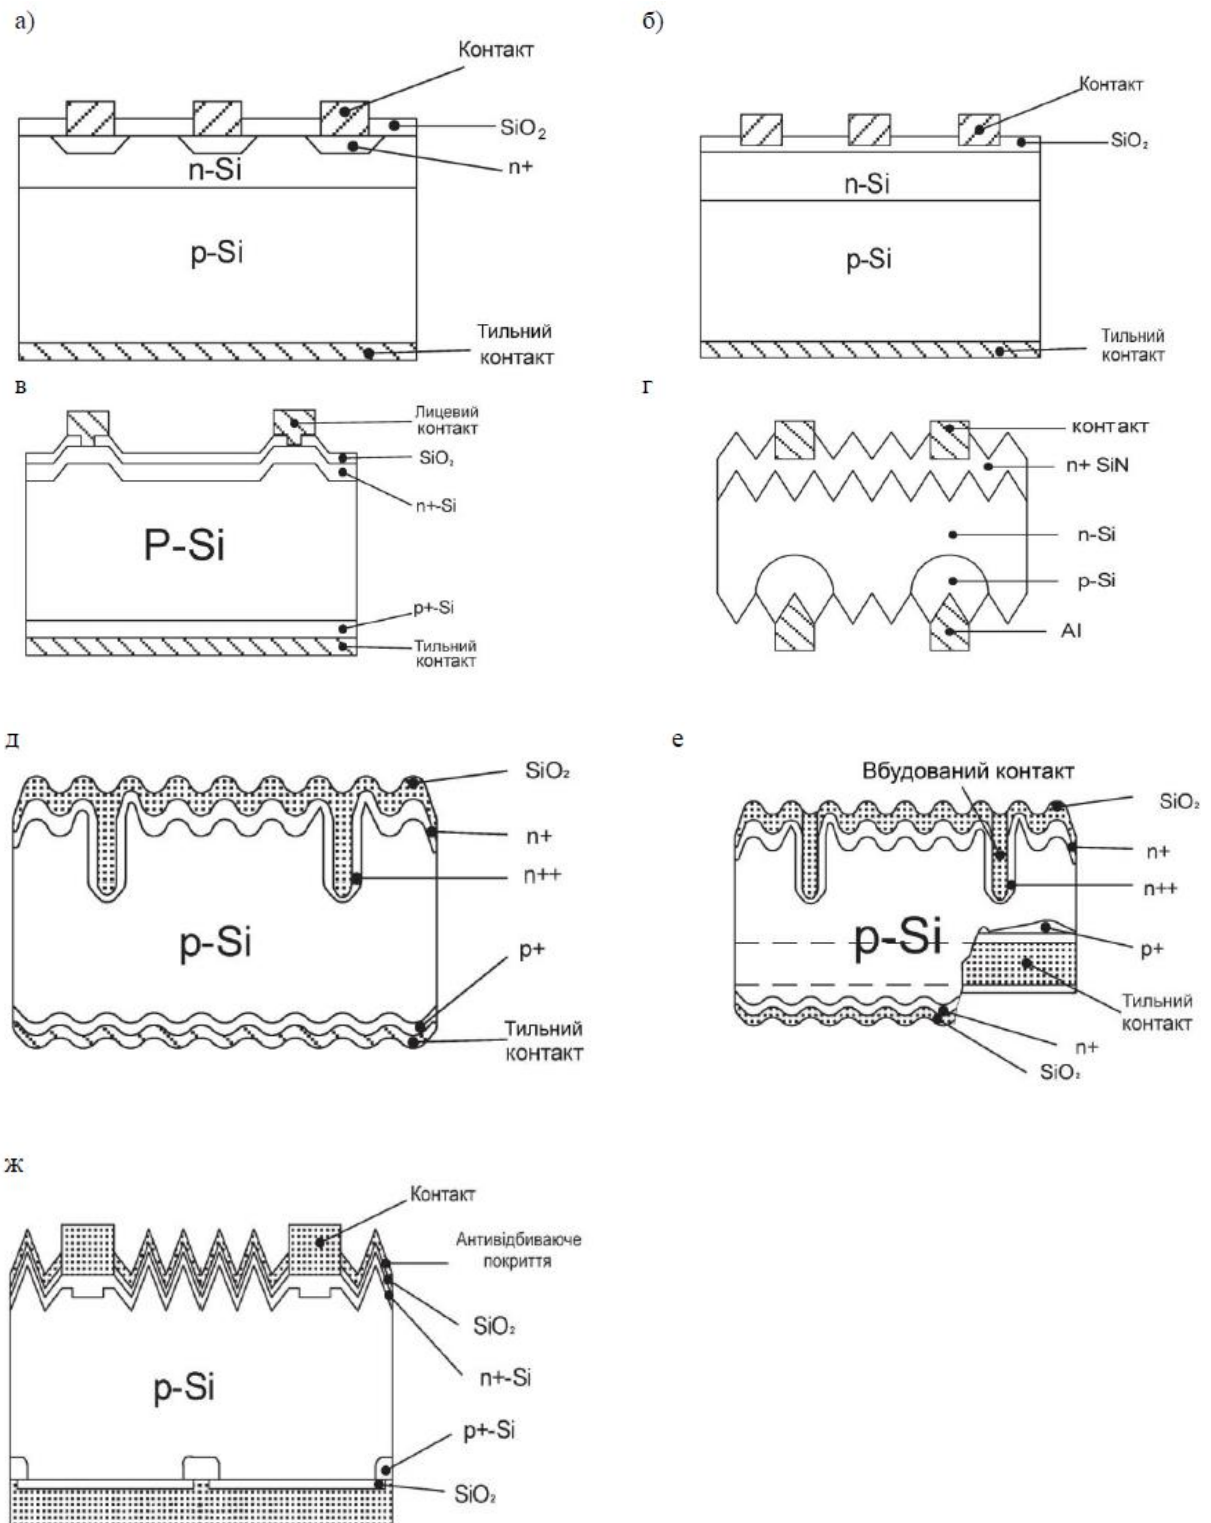 а)
Контакт
SiO₂
n+
n-Si
p-Si
Тильний
контакт
б)
Контакт
SiO₂
n-Si
p-Si
Тильний
контакт
в
Лицевий
контакт
SiO₂
n+-Si
P-Si
p+-Si
Тильний
контакт
г
контакт
n+ SiN
n-Si
p-Si
Al
д
SiO₂
n+
n++
p-Si
p+
Тильний
контакт
е
Вбудований контакт
SiO₂
n+
n++
p-Si
p+
Тильний
контакт
n+
SiO₂
ж
Контакт
Антивідбиваюче
покриття
SiO₂
n+-Si
p-Si
p+-Si
SiO₂